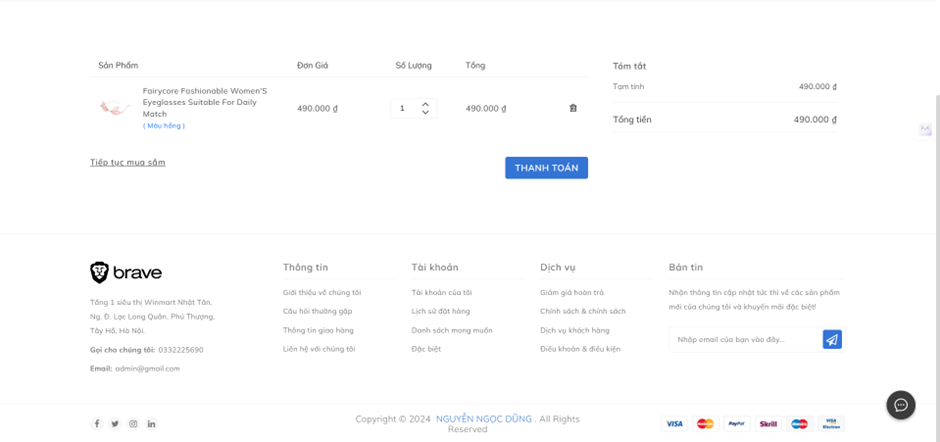 Sản Phẩm Đơn Giá Số Lượng Tổng
Fairycore Fashionable Women'S
Eyeglasses Suitable For Daily
Match
( Màu hồng )
490.000 ₫
1
490.000 ₫
Tiếp tục mua sắm
THANH TOÁN
Tóm tắt
Tạm tính 490.000 ₫
Tổng tiền 490.000 ₫
brave
Tầng 1 siêu thị Winmart Nhật Tân,
Ng. Đ. Lạc Long Quân, Phú Thượng,
Tây Hồ, Hà Nội.
Gọi cho chúng tôi: 0332225690
Email: admin@gmail.com
Thông tin
Giới thiệu về chúng tôi
Câu hỏi thường gặp
Thông tin giao hàng
Liên hệ với chúng tôi
Tài khoản
Tài khoản của tôi
Lịch sử đặt hàng
Danh sách mong muốn
Đặc biệt
Dịch vụ
Giảm giá hoàn trả
Chính sách & chính sách
Dịch vụ khách hàng
Điều khoản & điều kiện
Bản tin
Nhận thông tin cập nhật tức thì về các sản phẩm
mới của chúng tôi và khuyến mãi đặc biệt!
Nhập email của bạn vào đây...
Copyright © 2024 NGUYỄN NGỌC DŨNG . All Rights
Reserved
VISA MasterCard PayPal Skrill Maestro VISA Electron